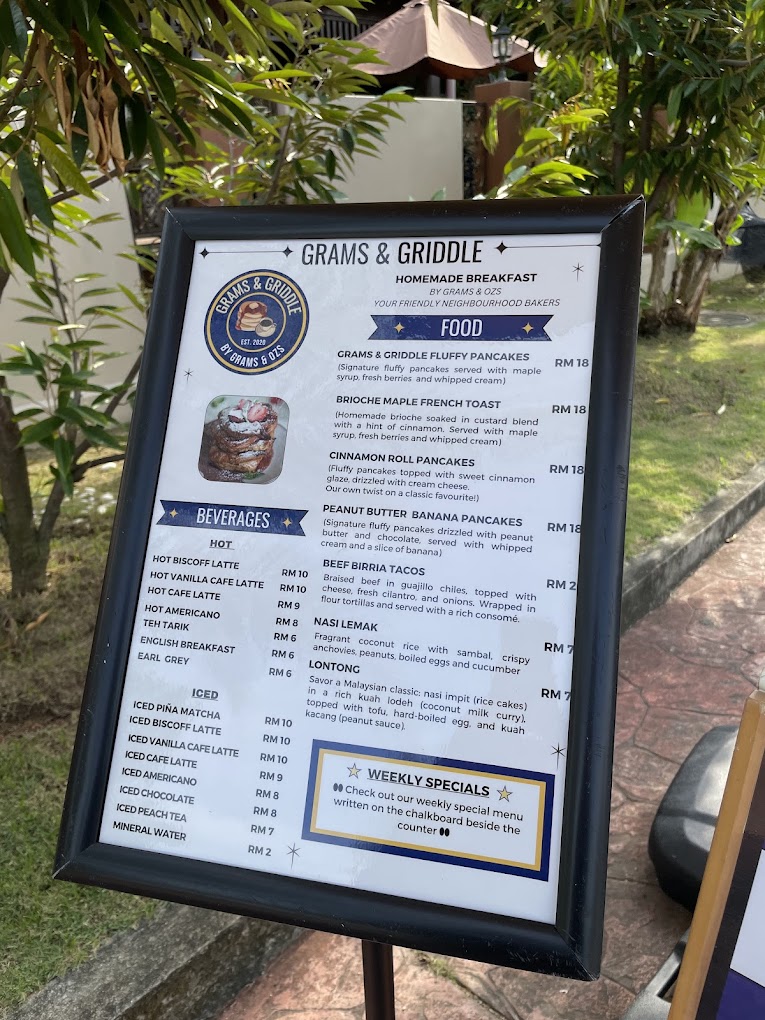 GRAMS & GRIDDLE
GRAMS & GRIDDLE
EST. 2020
BY GRAMS & OZS
HOMEMADE BREAKFAST
BY GRAMS & OZS
YOUR FRIENDLY NEIGHBOURHOOD BAKERS
FOOD
GRAMS & GRIDDLE FLUFFY PANCAKES RM 18
(Signature fluffy pancakes served with maple
syrup, fresh berries and whipped cream)
BRIOCHE MAPLE FRENCH TOAST RM 18
(Homemade brioche soaked in custard blend
with a hint of cinnamon. Served with maple
syrup, fresh berries and whipped cream)
CINNAMON ROLL PANCAKES RM 18
(Fluffy pancakes topped with sweet cinnamon
glaze, drizzled with cream cheese.
Our own twist on a classic favourite!)
PEANUT BUTTER BANANA PANCAKES RM 18
(Signature fluffy pancakes drizzled with peanut
butter and chocolate, served with whipped
cream and a slice of banana)
BEEF BIRRIA TACOS RM 2
Braised beef in guajillo chiles, topped with
cheese, fresh cilantro, and onions. Wrapped in
flour tortillas and served with a rich consomé.
NASI LEMAK RM 7
Fragrant coconut rice with sambal, crispy
anchovies, peanuts, boiled eggs and cucumber
LONTONG RM 7
Savor a Malaysian classic: nasi impit (rice cakes)
in a rich kuah lodeh (coconut milk curry),
topped with tofu, hard-boiled egg, and kuah
kacang (peanut sauce).
WEEKLY SPECIALS
Check out our weekly special menu
written on the chalkboard beside the
counter
BEVERAGES
HOT
HOT BISCOFF LATTE RM 10
HOT VANILLA CAFE LATTE RM 10
HOT CAFE LATTE RM 9
HOT AMERICANO RM 8
TEH TARIK RM 6
ENGLISH BREAKFAST RM 6
EARL GREY RM 6
ICED
ICED PIÑA MATCHA RM 10
ICED BISCOFF LATTE RM 10
ICED VANILLA CAFE LATTE RM 10
ICED CAFE LATTE RM 9
ICED AMERICANO RM 8
ICED CHOCOLATE RM 8
ICED PEACH TEA RM 7
MINERAL WATER RM 2